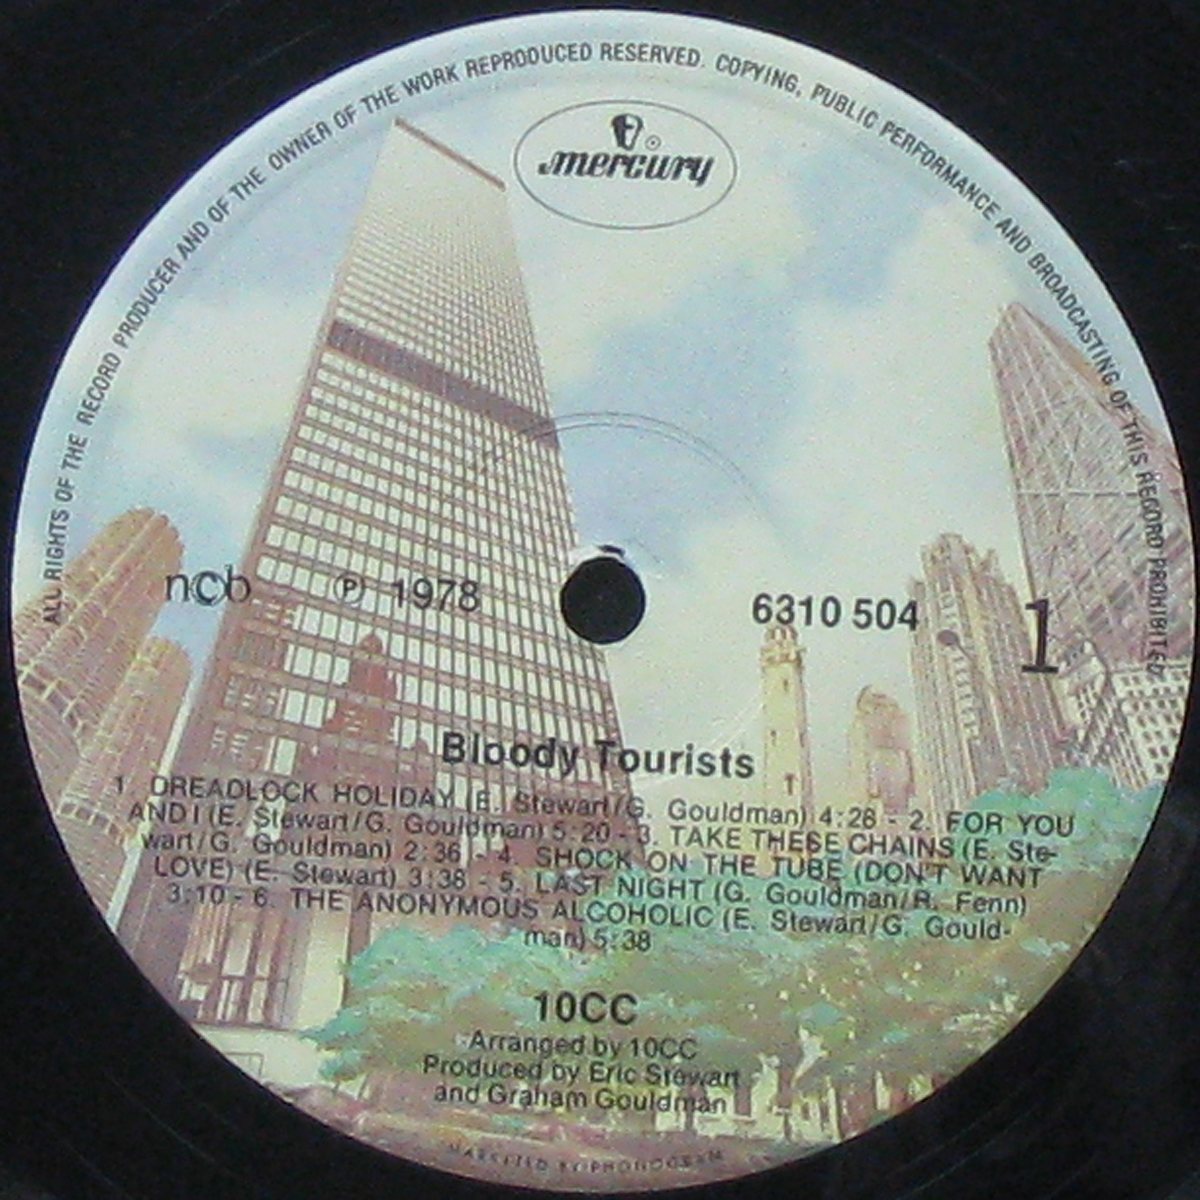 ALL RIGHTS OF THE RECORD PRODUCER AND OF THE OWNER OF THE WORK REPRODUCED RESERVED. COPYING, PUBLIC PERFORMANCE AND BROADCASTING OF THIS RECORD PROHIBITED
mercury
ncb ℗ 1978 6310 504 1
Bloody Tourists
1. DREADLOCK HOLIDAY (E. Stewart/G. Gouldman) 4:26 - 2. FOR YOU
AND I (E. Stewart/G. Gouldman) 5:20 - 3. TAKE THESE CHAINS (E. Ste-
wart/G. Gouldman) 2:36 - 4. SHOCK ON THE TUBE (DON'T WANT
LOVE) (E. Stewart) 3:38 - 5. LAST NIGHT (G. Gouldman/R. Fenn)
3:10 - 6. THE ANONYMOUS ALCOHOLIC (E. Stewart/G. Gould-
man) 5:38
10CC
Arranged by 10CC
Produced by Eric Stewart
and Graham Gouldman
MARKETED BY PHONOGRAM